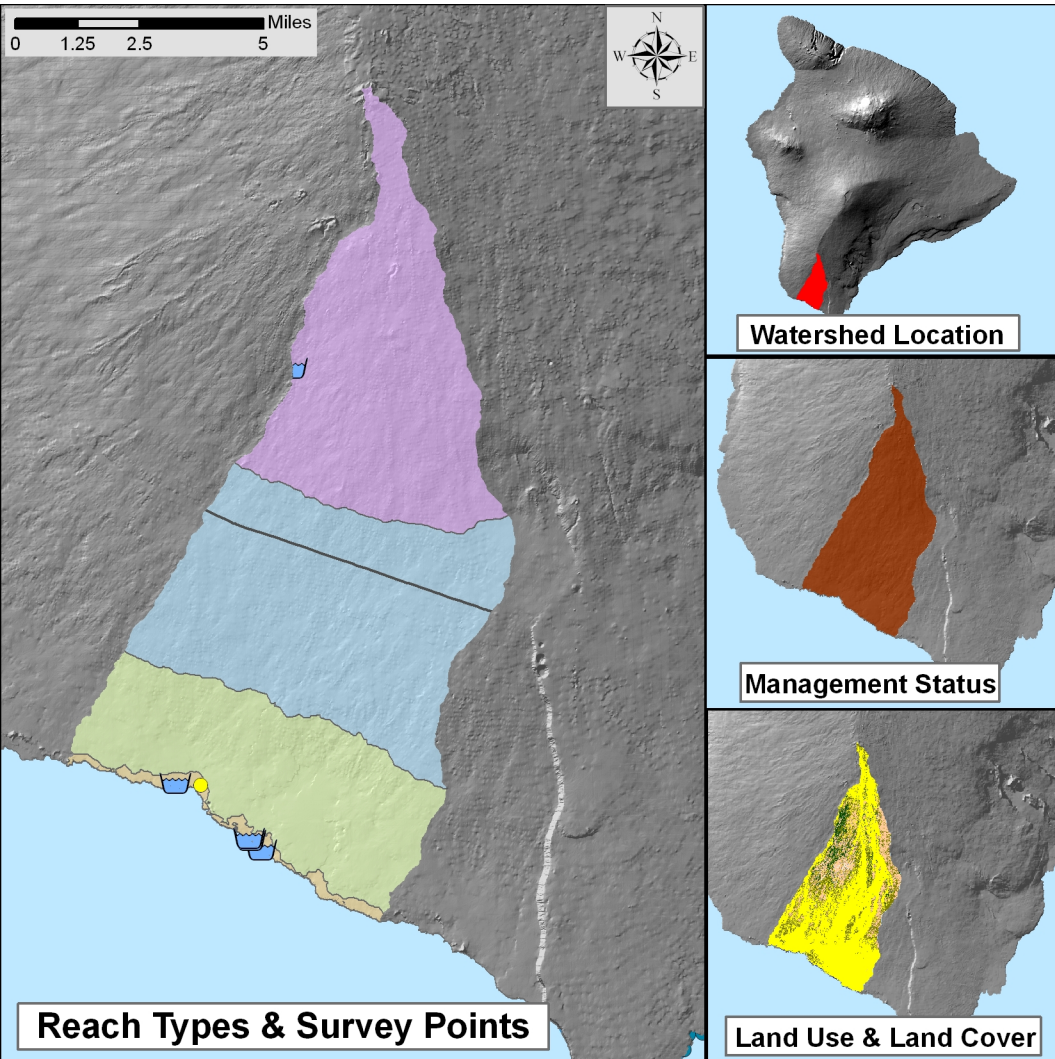 Miles
0 1.25 2.5 5
N
W E
S
Watershed Location
Management Status
Reach Types & Survey Points
Land Use & Land Cover